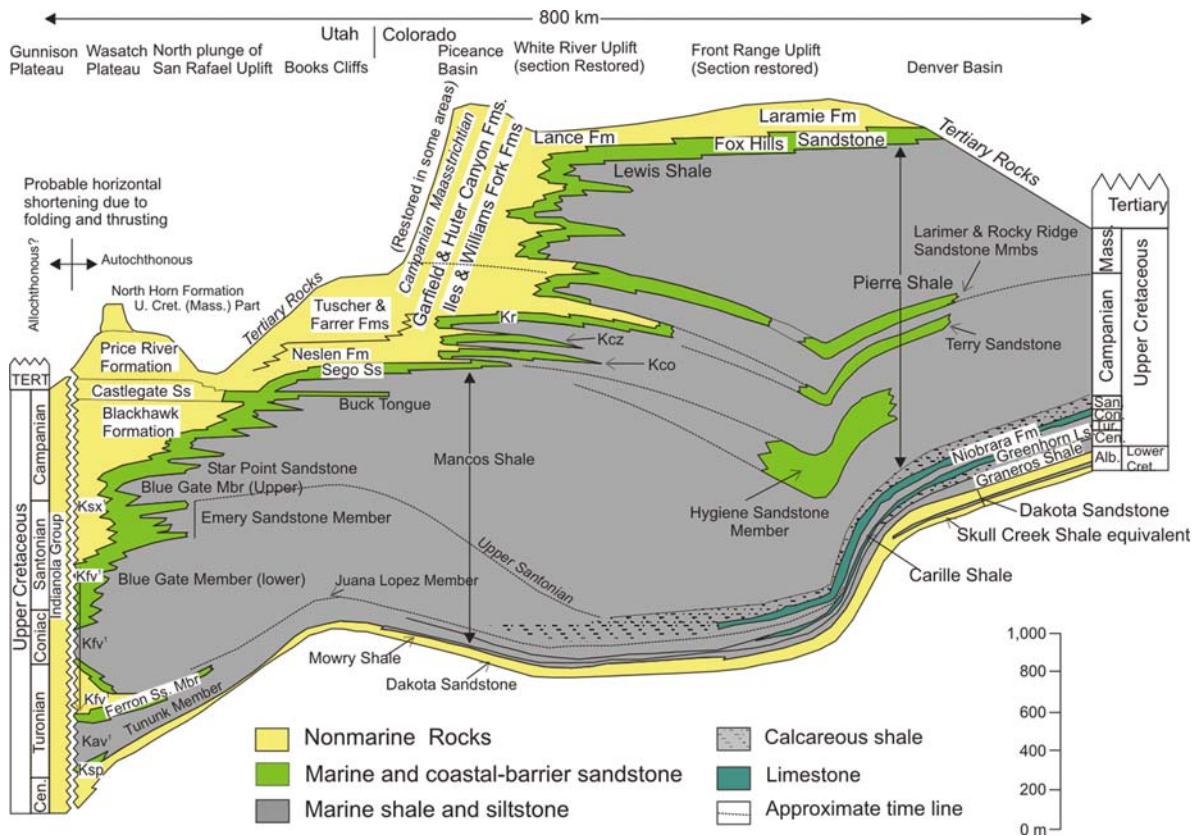 800 km
Utah
Colorado
Gunnison
Plateau
Wasatch
Plateau
North plunge of
San Rafael Uplift
Books Cliffs
Piceance
Basin
White River Uplift
(section Restored)
Front Range Uplift
(Section restored)
Denver Basin
(Restored in some areas)
Campanian Maasstrichtian
Garfield & Huter Canyon Fms.
Iles & Williams Fork Fms
Lance Fm
Laramie Fm
Fox Hills Sandstone
Lewis Shale
Tertiary Rocks
Probable horizontal
shortening due to
folding and thrusting
Allochthonous?
Autochthonous
North Horn Formation
U. Cret. (Mass.) Part
Tertiary Rocks
Tuscher &
Farrer Fms
Price River
Formation
Neslen Fm
Sego Ss
Castlegate Ss
Buck Tongue
Blackhawk
Formation
Kr
Kcz
Kco
Larimer & Rocky Ridge
Sandstone Mmbs
Pierre Shale
Terry Sandstone
Star Point Sandstone
Blue Gate Mbr (Upper)
Emery Sandstone Member
Mancos Shale
Hygiene Sandstone
Member
Upper Santonian
Blue Gate Member (lower)
Juana Lopez Member
Mowry Shale
Dakota Sandstone
Niobrara Fm
Greenhorn Ls
Graneros Shale
Dakota Sandstone
Skull Creek Shale equivalent
Carille Shale
Ksx
Kfv¹
Kfv¹
Kfv¹
Ferron Ss. Mbr
Tununk Member
Kav¹
Ksp
Indianola Group
TERT
Upper Cretaceous
Campanian
Santonian
Coniac
Turonian
Cen.
Tertiary
Mass.
Campanian
San.
Con.
Tur.
Cen.
Alb.
Upper Cretaceous
Lower
Cret.
1,000
800
600
400
200
0 m
Nonmarine Rocks
Marine and coastal-barrier sandstone
Marine shale and siltstone
Calcareous shale
Limestone
Approximate time line